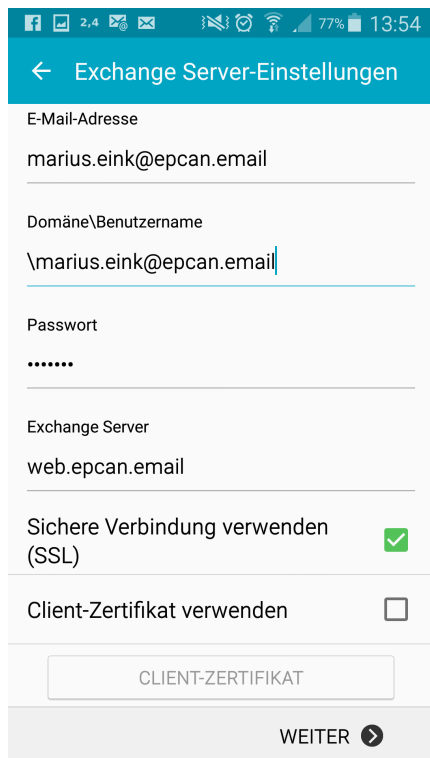 2,4 77% 13:54
Exchange Server-Einstellungen
E-Mail-Adresse
marius.eink@epcan.email
Domäne\Benutzername
\marius.eink@epcan.email
Passwort
•••••••
Exchange Server
web.epcan.email
Sichere Verbindung verwenden
(SSL)
Client-Zertifikat verwenden
CLIENT-ZERTIFIKAT
WEITER